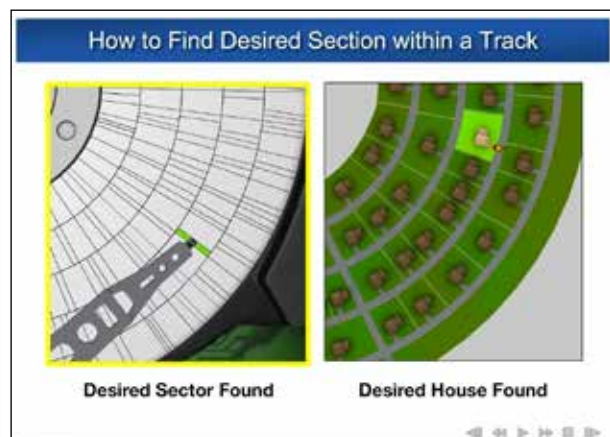 How to Find Desired Section within a Track
Desired Sector Found
Desired House Found